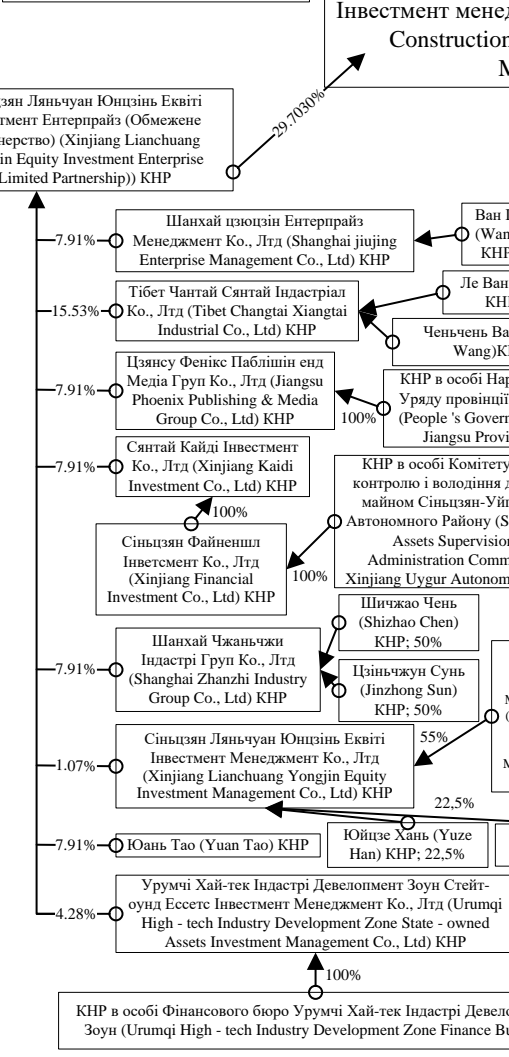 Інвестмент менед
Construction
М
29.7030%
зян Ляньчуан Юнцзінь Еквіті
тмент Ентерпрайз (Обмежене
нерство) (Xinjiang Lianchuang
in Equity Investment Enterprise
Limited Partnership)) КНР
7.91%
Шанхай цзюцзін Ентерпрайз
Менеджмент Ко., Лтд (Shanghai jiujing
Enterprise Management Co., Ltd) КНР
Ван
(Wan
КНР
15.53%
Тібет Чантай Сянтай Індастріал
Ко., Лтд (Tibet Changtai Xiangtai
Industrial Co., Ltd) КНР
Ле Ван
КН
Ченьчень Ва
Wang)КН
7.91%
Цзянсу Фенікс Паблішін енд
Медіа Груп Ко., Лтд (Jiangsu
Phoenix Publishing & Media
Group Co., Ltd) КНР
100%
КНР в особі Нар
Уряду провінції
(People 's Govern
Jiangsu Provi
7.91%
Сянтай Кайді Інвестмент
Ко., Лтд (Xinjiang Kaidi
Investment Co., Ltd) КНР
100%
Сіньцзян Файненшл
Інветсмент Ко., Лтд
(Xinjiang Financial
Investment Co., Ltd) КНР
100%
КНР в особі Комітету
контролю і володіння д
майном Сіньцзян-Уйг
Автономного Району (S
Assets Supervision
Administration Comm
Xinjiang Uygur Autonom
7.91%
Шанхай Чжаньчжи
Індастрі Груп Ко., Лтд
(Shanghai Zhanzhi Industry
Group Co., Ltd) КНР
Шичжао Чень
(Shizhao Chen)
КНР; 50%
Цзіньчжун Сунь
(Jinzhong Sun)
КНР; 50%
1.07%
Сіньцзян Ляньчуан Юнцзінь Еквіті
Інвестмент Менеджмент Ко., Лтд
(Xinjiang Lianchuang Yongjin Equity
Investment Management Co., Ltd) КНР
55%
22,5%
7.91%
Юань Тао (Yuan Tao) КНР
Юйцзе Хань (Yuze
Han) КНР; 22,5%
4.28%
Урумчі Хай-тек Індастрі Девелопмент Зоун Стейт-
оунд Ессетс Інвестмент Менеджмент Ко., Лтд (Urumqi
High - tech Industry Development Zone State - owned
Assets Investment Management Co., Ltd) КНР
100%
КНР в особі Фінансового бюро Урумчі Хай-тек Індастрі Девело
Зоун (Urumqi High - tech Industry Development Zone Finance Bu